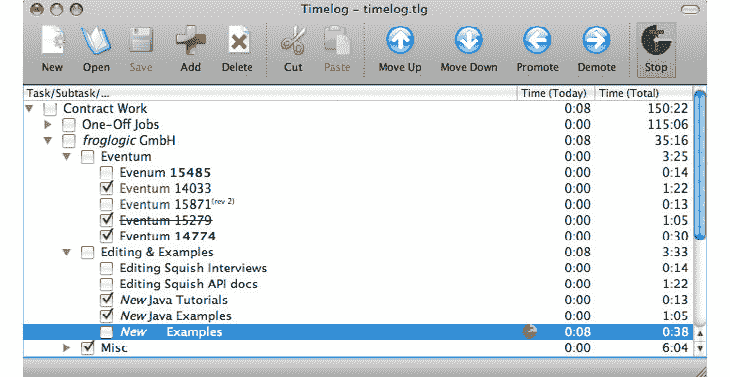 Timelog – timelog.tlg
New Open Save Add Delete Cut Paste Move Up Move Down Promote Demote Stop
Task/Subtask/... Time (Today) Time (Total)
Contract Work 0:08 150:22
One-Off Jobs 0:00 115:06
froglogic GmbH 0:08 35:16
Eventum 0:00 3:25
Evenum 15485 0:00 0:14
Eventum 14033 0:00 1:22
Eventum 15871(rev 2) 0:00 0:13
Eventum 15279 0:00 1:05
Eventum 14774 0:00 0:30
Editing & Examples 0:08 3:33
Editing Squish Interviews 0:00 0:14
Editing Squish API docs 0:00 1:22
New Java Tutorials 0:00 0:13
New Java Examples 0:00 1:05
New Examples 0:08 0:38
Misc 0:00 6:04